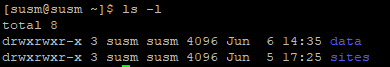 [susm@susm ~]$ ls -l
total 8
drwxrwxr-x 3 susm susm 4096 Jun  6 14:35 data
drwxrwxr-x 3 susm susm 4096 Jun  5 17:25 sites